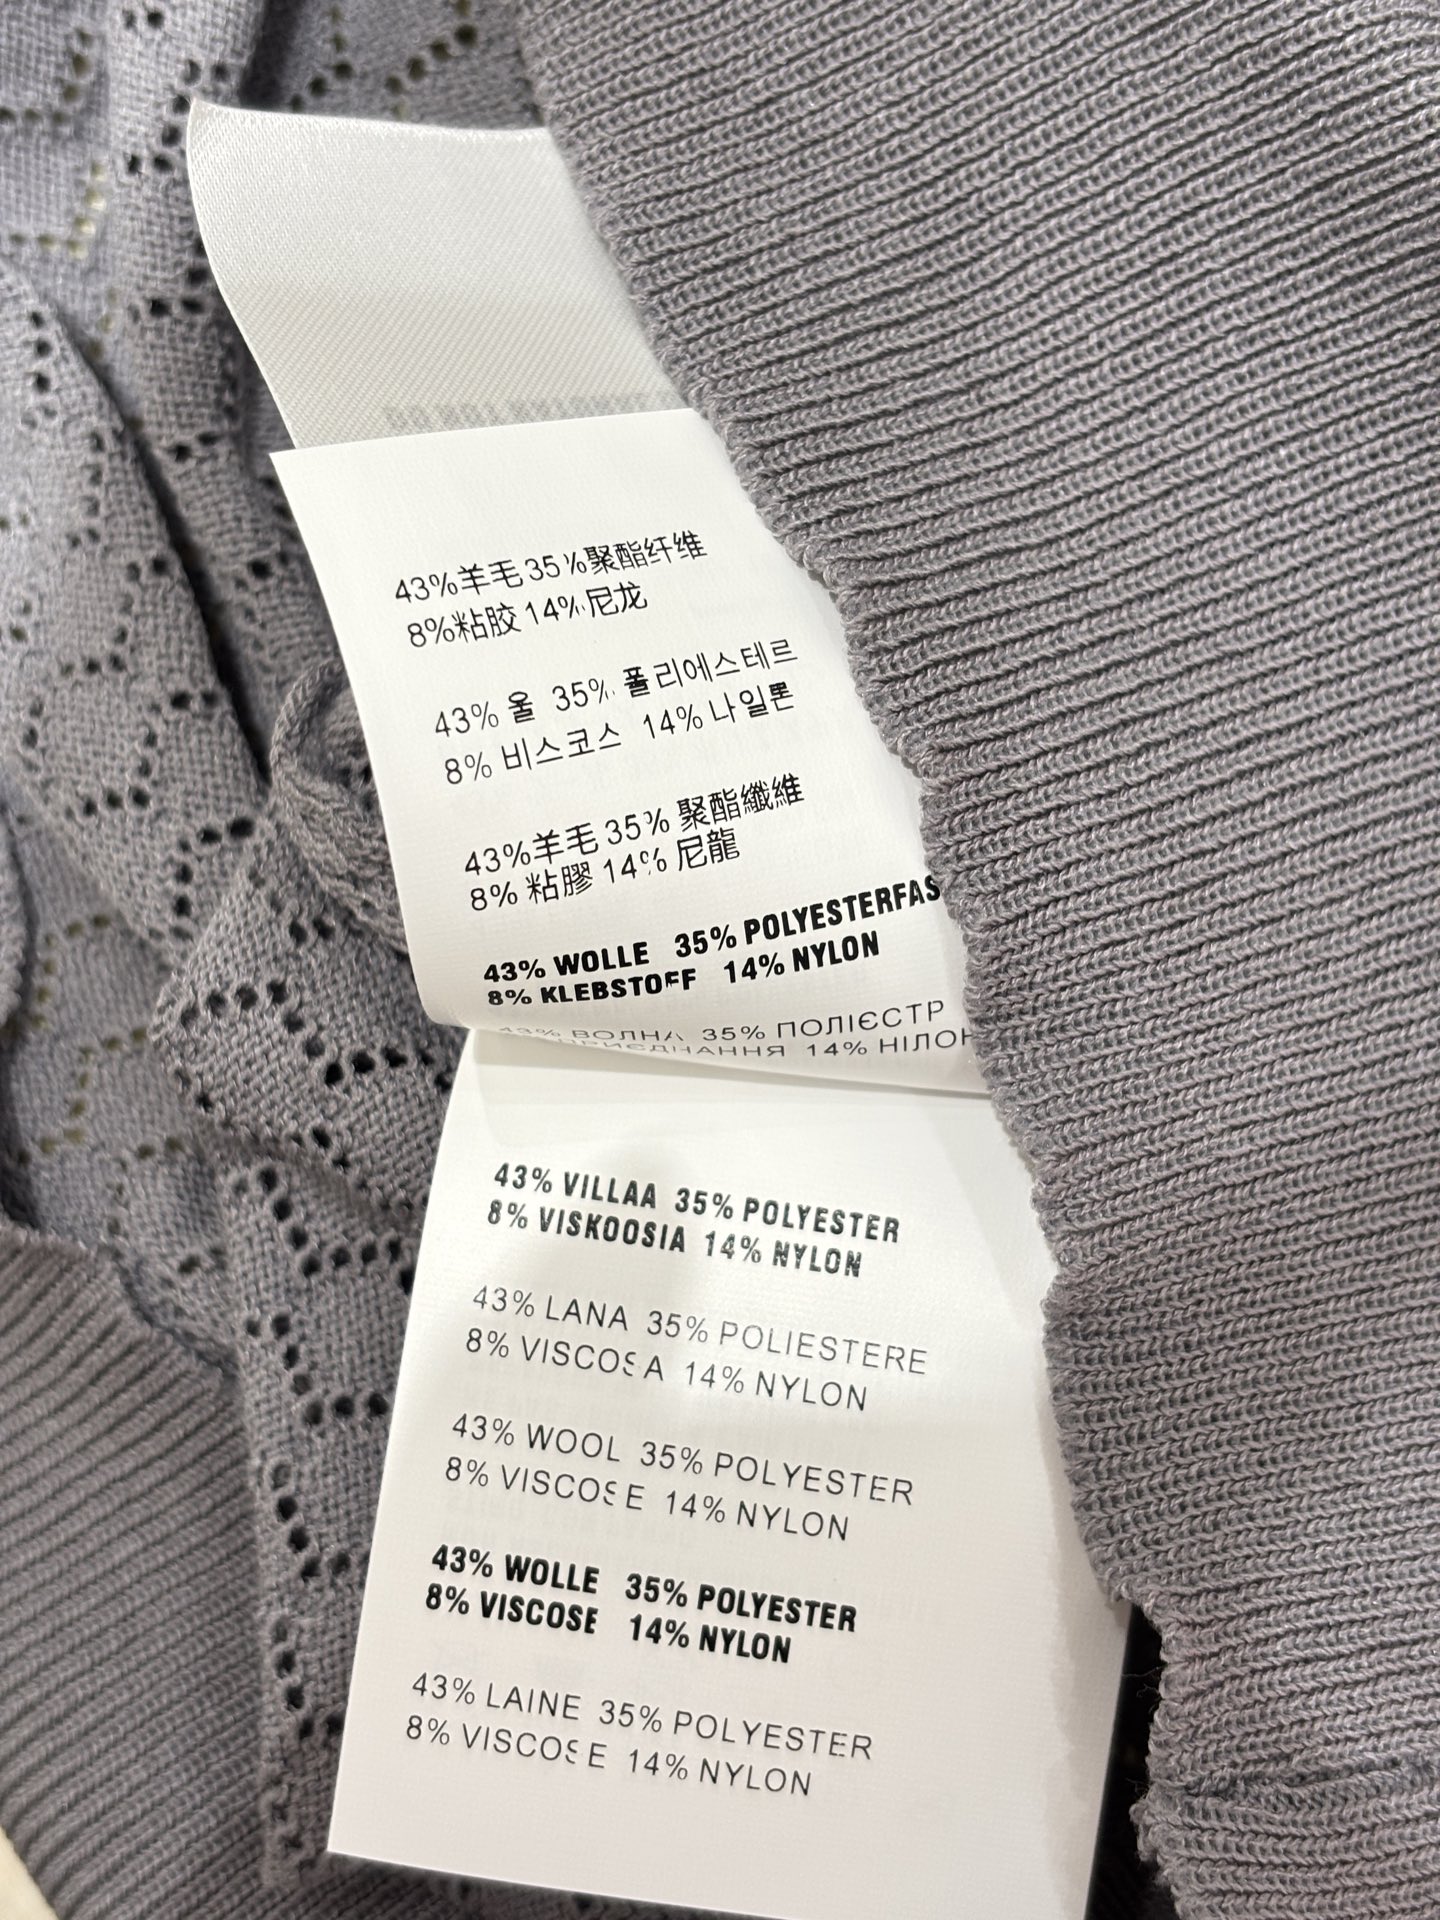 43%羊毛35%聚酯纤维
8%粘胶14%尼龙
43% 울 35% 폴리에스테르
8% 비스코스 14% 나일론
43%羊毛 35% 聚酯纖維
8% 粘膠 14% 尼龍
43% WOLLE 35% POLYESTERFAS
8% KLEBSTOFF 14% NYLON
43% ВОЛНА 35% ПОЛІЄСТР
14% НІЛОН
43% VILLAA 35% POLYESTER
8% VISKOOSIA 14% NYLON
43% LANA 35% POLIESTERE
8% VISCOSA 14% NYLON
43% WOOL 35% POLYESTER
8% VISCOSE 14% NYLON
43% WOLLE 35% POLYESTER
8% VISCOSE 14% NYLON
43% LAINE 35% POLYESTER
8% VISCOSE 14% NYLON